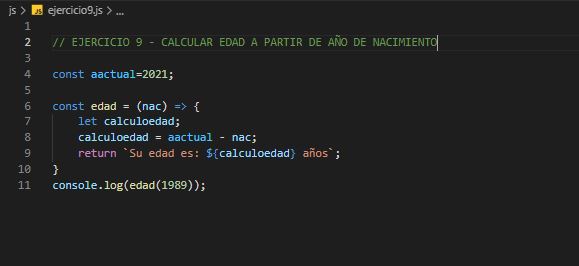 js > JS ejercicio9.js > ...
1
2 // EJERCICIO 9 - CALCULAR EDAD A PARTIR DE AÑO DE NACIMIENTO
3
4 const aactual=2021;
5
6 const edad = (nac) => {
7 let calculoedad;
8 calculoedad = aactual - nac;
9 return `Su edad es: ${calculoedad} años`;
10 }
11 console.log(edad(1989));